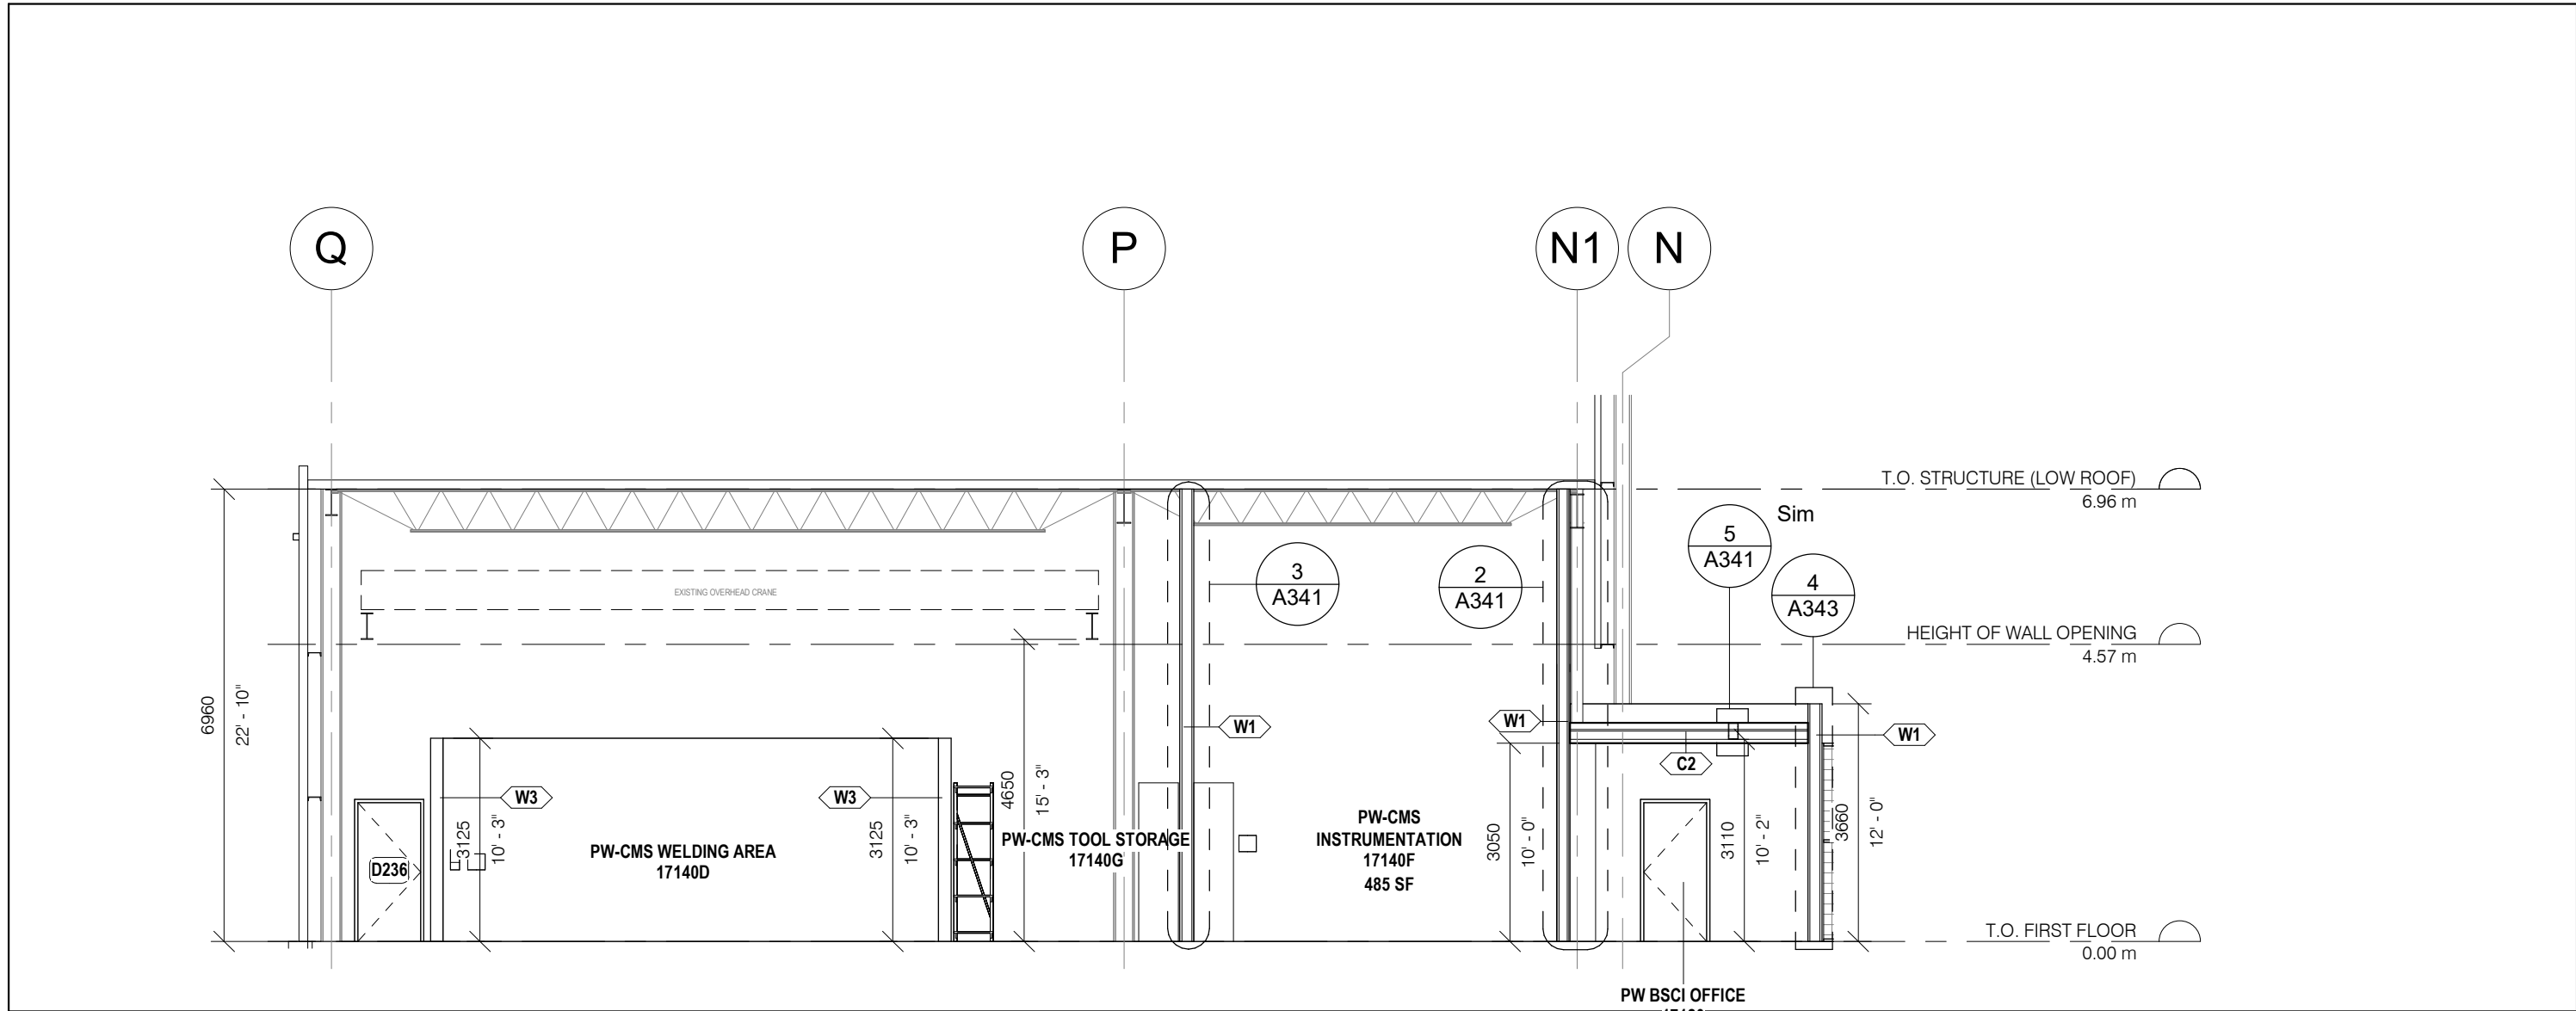 Q
P
N1
N
T.O. STRUCTURE (LOW ROOF)
6.96 m
Sim
5
A341
4
A343
3
A341
2
A341
EXISTING OVERHEAD CRANE
HEIGHT OF WALL OPENING
4.57 m
6960
22' - 10"
W1
W1
W1
C2
W3
W3
D236
3125
10' - 3"
PW-CMS WELDING AREA
17140D
3125
10' - 3"
4650
15' - 3"
PW-CMS TOOL STORAGE
17140G
PW-CMS
INSTRUMENTATION
17140F
485 SF
3050
10' - 0"
3110
10' - 2"
3660
12' - 0"
T.O. FIRST FLOOR
0.00 m
PW BSCI OFFICE